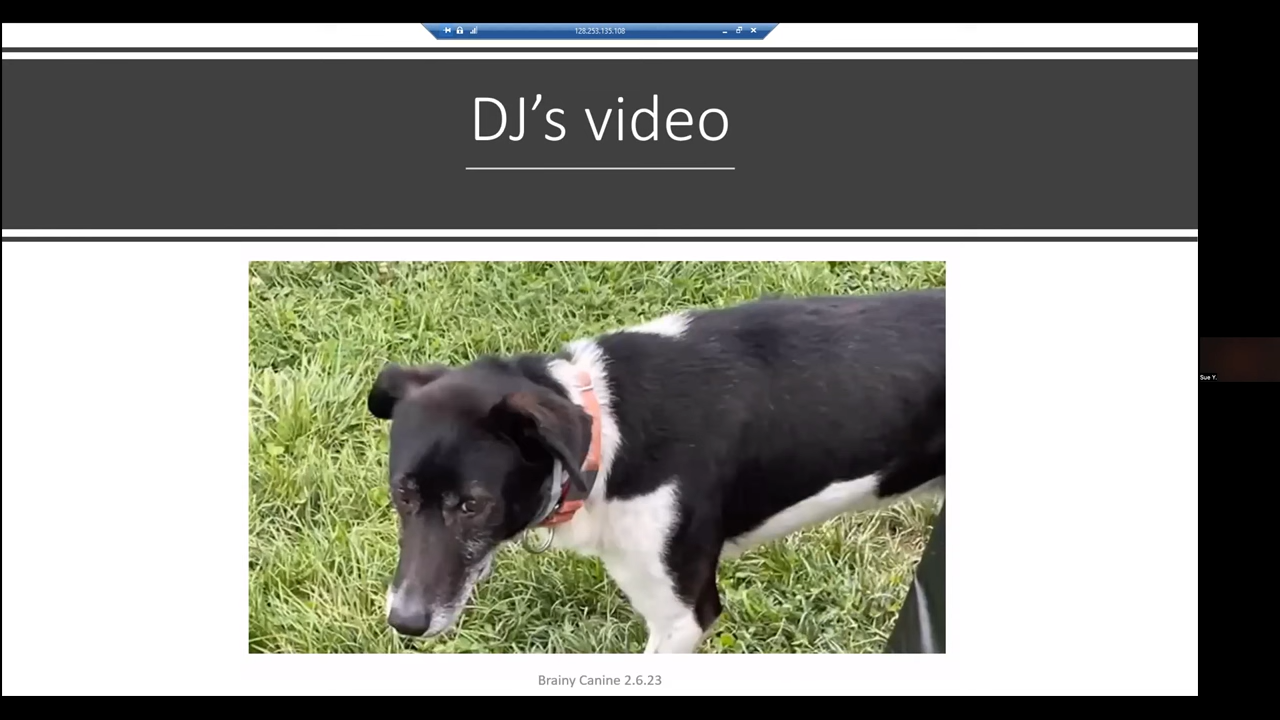 128.253.135.108
DJ’s video
Sue Y.
Brainy Canine 2.6.23